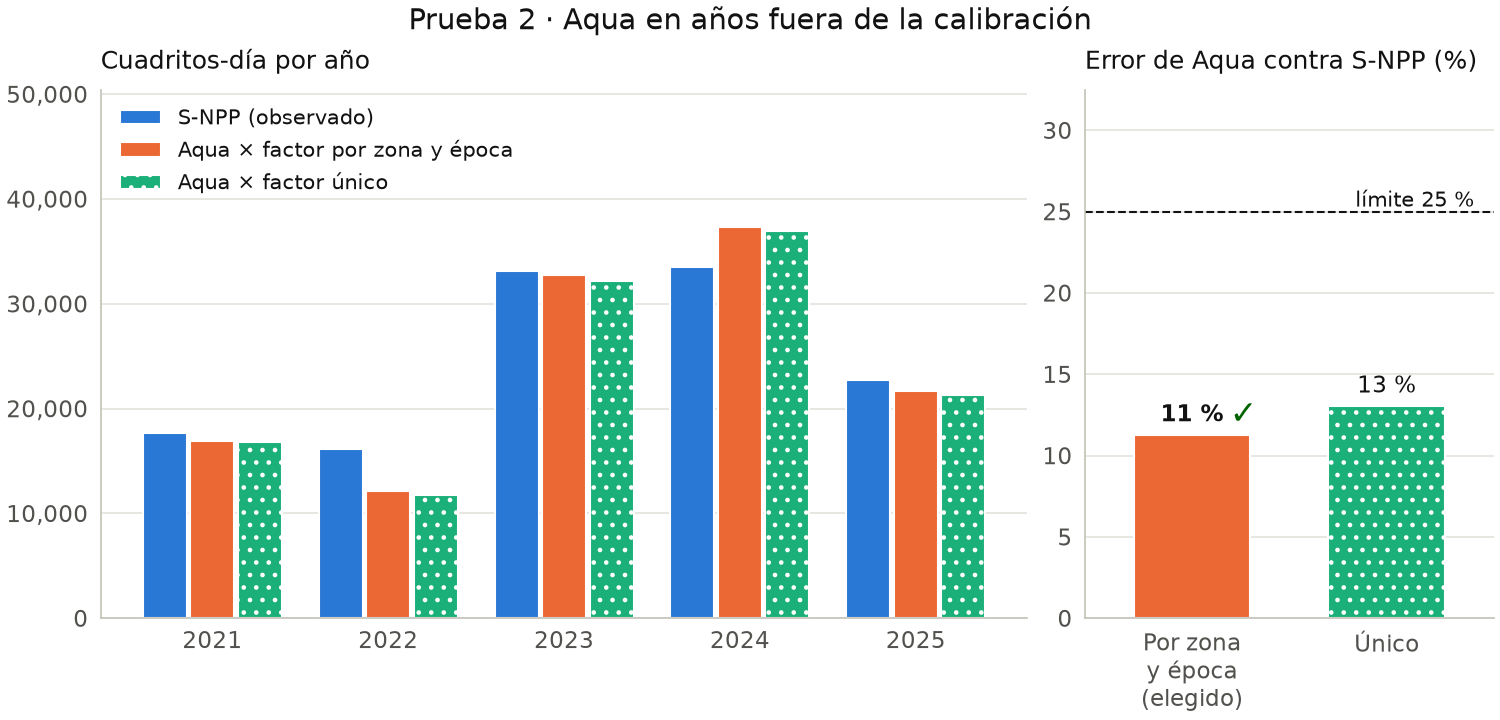 Prueba 2 · Aqua en años fuera de la calibración
Cuadritos-día por año
50,000
40,000
30,000
20,000
10,000
0
S-NPP (observado)
Aqua × factor por zona y época
Aqua × factor único
2021
2022
2023
2024
2025
Error de Aqua contra S-NPP (%)
30
25
20
15
10
5
0
límite 25 %
11 % ✓
13 %
Por zona
y época
(elegido)
Único